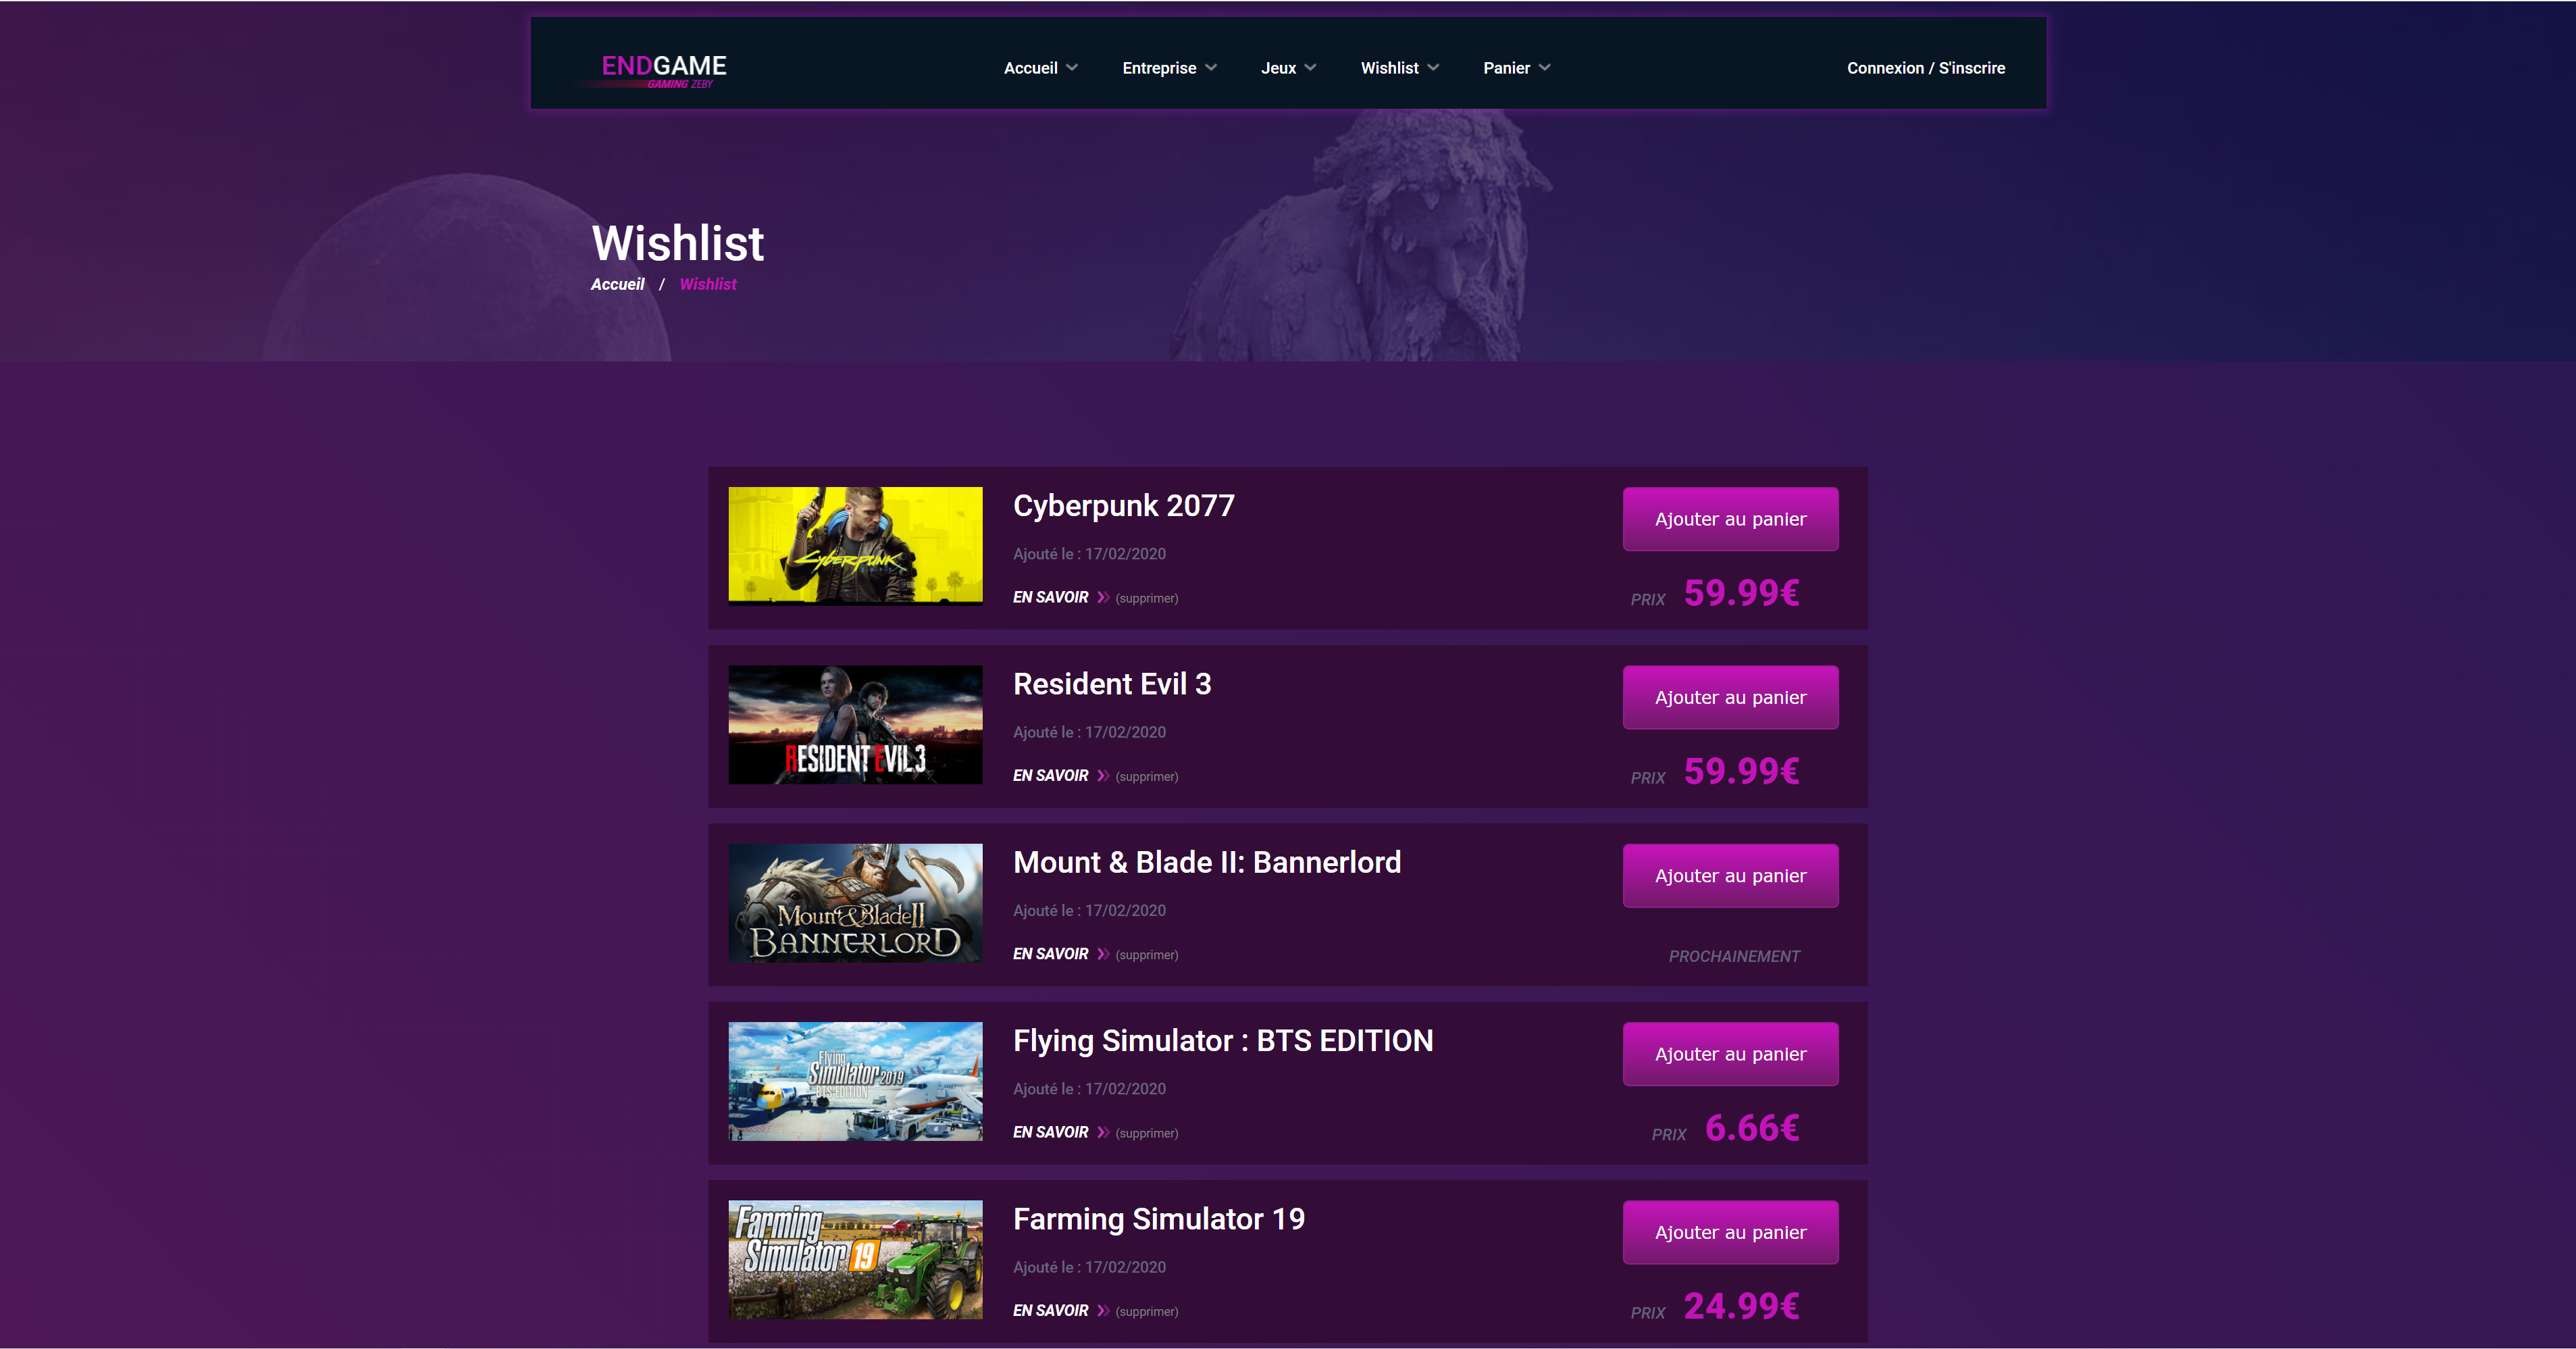 ENDGAME
GAMING ZEBY
Accueil Entreprise Jeux Wishlist Panier Connexion / S'inscrire
Wishlist
Accueil / Wishlist
CYBERPUNK
Cyberpunk 2077
Ajouté le : 17/02/2020
EN SAVOIR (supprimer)
Ajouter au panier
PRIX 59.99€
RESIDENT EVIL 3
Resident Evil 3
Ajouté le : 17/02/2020
EN SAVOIR (supprimer)
Ajouter au panier
PRIX 59.99€
Mount & Blade II
BANNERLORD
Mount & Blade II: Bannerlord
Ajouté le : 17/02/2020
EN SAVOIR (supprimer)
Ajouter au panier
PROCHAINEMENT
Flying
Simulator 2019
BTS EDITION
Flying Simulator : BTS EDITION
Ajouté le : 17/02/2020
EN SAVOIR (supprimer)
Ajouter au panier
PRIX 6.66€
Farming
Simulator 19
Farming Simulator 19
Ajouté le : 17/02/2020
EN SAVOIR (supprimer)
Ajouter au panier
PRIX 24.99€